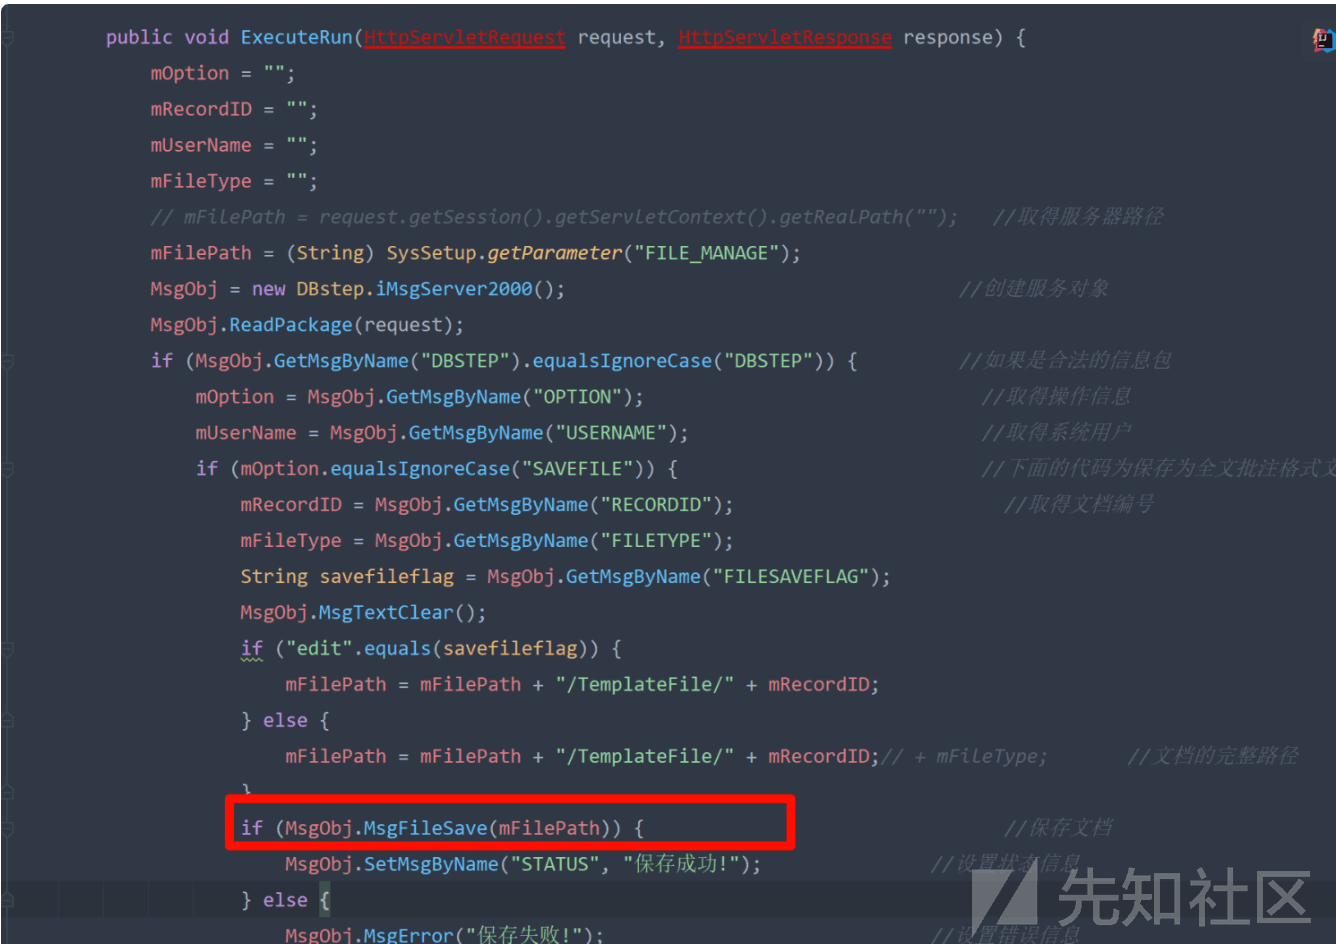 public void ExecuteRun(HttpServletRequest request, HttpServletResponse response) {
mOption = "";
mRecordID = "";
mUserName = "";
mFileType = "";
// mFilePath = request.getSession().getServletContext().getRealPath(""); //取得服务器路径
mFilePath = (String) SysSetup.getParameter("FILE_MANAGE");
MsgObj = new DBstep.iMsgServer2000(); //创建服务对象
MsgObj.ReadPackage(request);
if (MsgObj.GetMsgByName("DBSTEP").equalsIgnoreCase("DBSTEP")) { //如果是合法的信息包
mOption = MsgObj.GetMsgByName("OPTION"); //取得操作信息
mUserName = MsgObj.GetMsgByName("USERNAME"); //取得系统用户
if (mOption.equalsIgnoreCase("SAVEFILE")) { //下面的代码为保存为全文批注格式文
mRecordID = MsgObj.GetMsgByName("RECORDID"); //取得文档编号
mFileType = MsgObj.GetMsgByName("FILETYPE");
String savefileflag = MsgObj.GetMsgByName("FILESAVEFLAG");
MsgObj.MsgTextClear();
if ("edit".equals(savefileflag)) {
mFilePath = mFilePath + "/TemplateFile/" + mRecordID;
} else {
mFilePath = mFilePath + "/TemplateFile/" + mRecordID;// + mFileType; //文档的完整路径
}
if (MsgObj.MsgFileSave(mFilePath)) { //保存文档
MsgObj.SetMsgByName("STATUS", "保存成功!"); //设置状态信息
} else {
MsgObj.MsgError("保存失败!"); //设置错误信息
先知社区